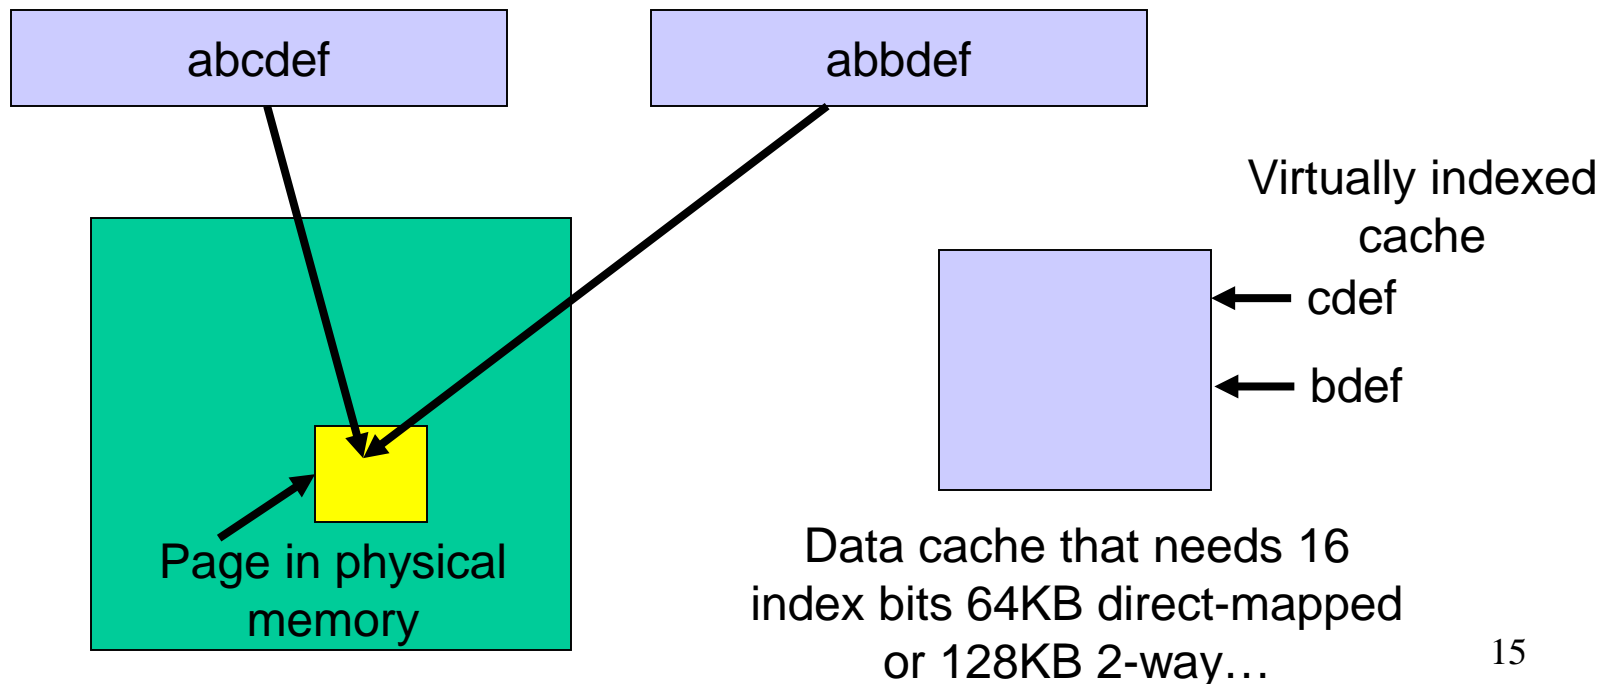 abcdef
abbdef
Virtually indexed
cache
cdef
bdef
Page in physical
memory
Data cache that needs 16
index bits 64KB direct-mapped
or 128KB 2-way…
15